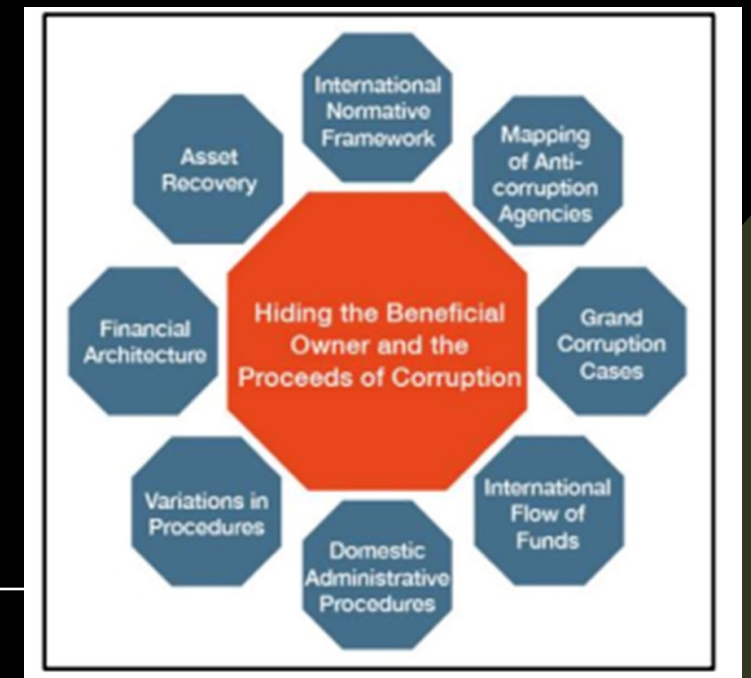 International
Normative
Framework
Mapping
of Anti-
corruption
Agencies
Asset
Recovery
Hiding the Beneficial
Owner and the
Proceeds of Corruption
Grand
Corruption
Cases
Financial
Architecture
International
Flow of
Funds
Variations in
Procedures
Domestic
Administrative
Procedures